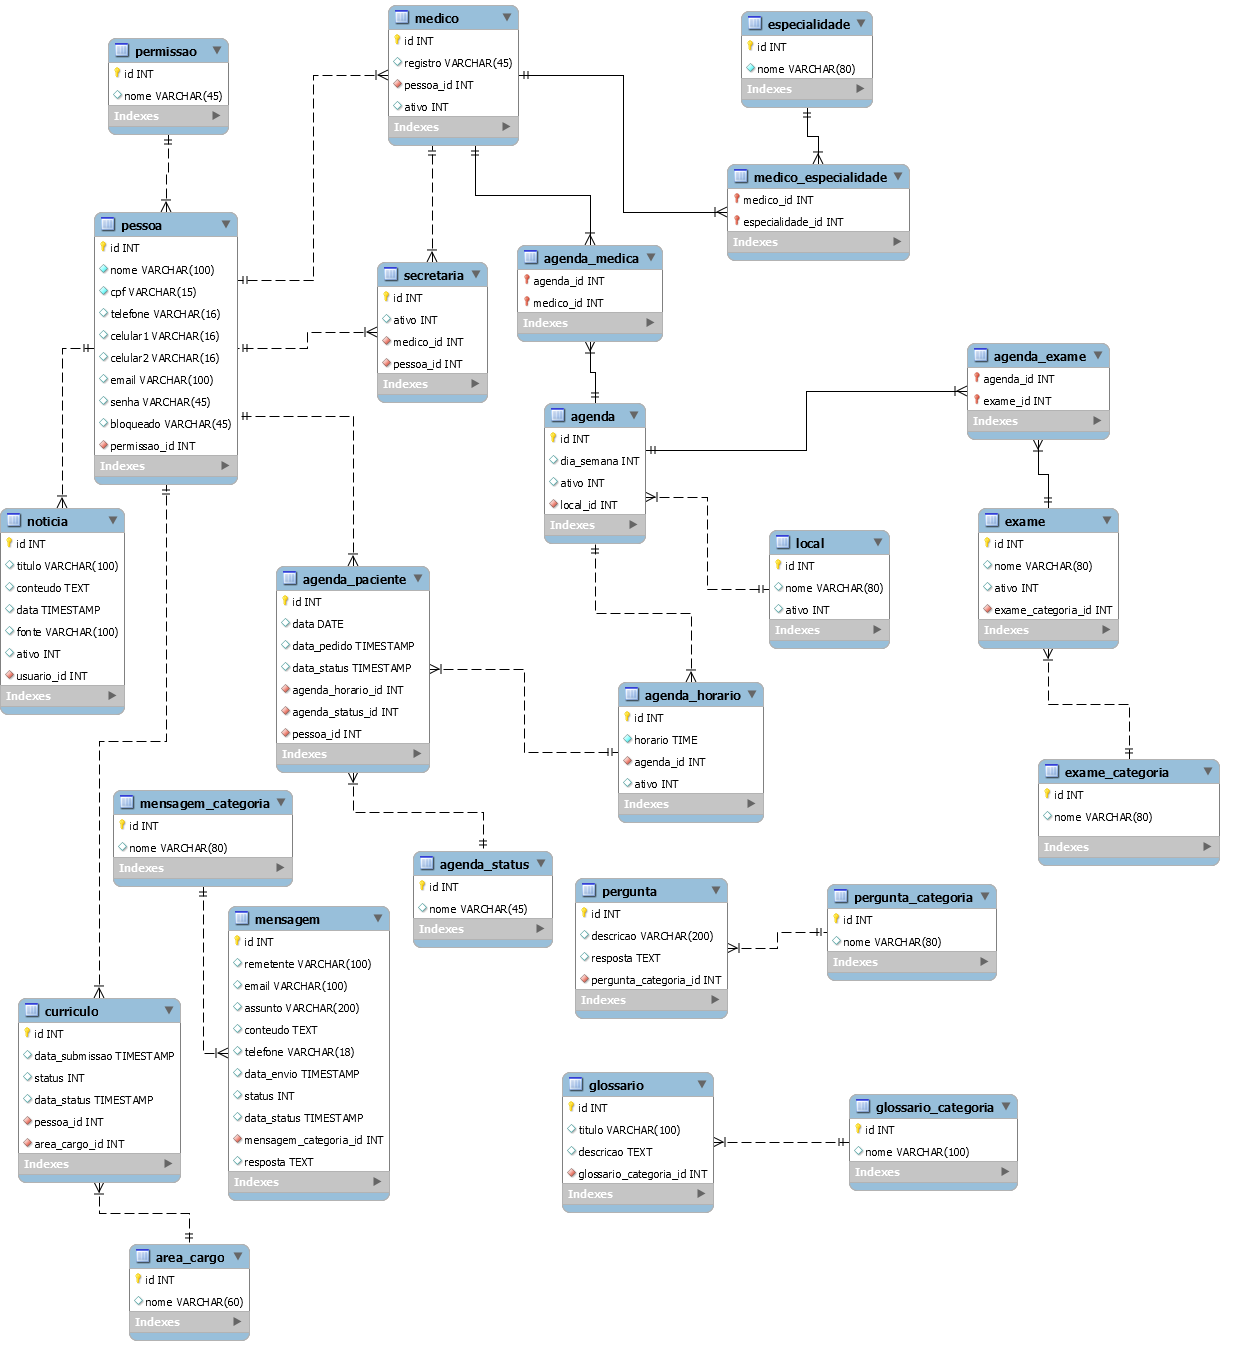 medico
id INT
registro VARCHAR(45)
pessoa_id INT
ativo INT
Indexes
especialidade
id INT
nome VARCHAR(80)
Indexes
permissao
id INT
nome VARCHAR(45)
Indexes
medico_especialidade
medico_id INT
especialidade_id INT
Indexes
pessoa
id INT
nome VARCHAR(100)
cpf VARCHAR(15)
telefone VARCHAR(16)
celular1 VARCHAR(16)
celular2 VARCHAR(16)
email VARCHAR(100)
senha VARCHAR(45)
bloqueado VARCHAR(45)
permissao_id INT
Indexes
secretaria
id INT
ativo INT
medico_id INT
pessoa_id INT
Indexes
agenda_medica
agenda_id INT
medico_id INT
Indexes
agenda_exame
agenda_id INT
exame_id INT
Indexes
agenda
id INT
dia_semana INT
ativo INT
local_id INT
Indexes
noticia
id INT
titulo VARCHAR(100)
conteudo TEXT
data TIMESTAMP
fonte VARCHAR(100)
ativo INT
usuario_id INT
Indexes
agenda_paciente
id INT
data DATE
data_pedido TIMESTAMP
data_status TIMESTAMP
agenda_horario_id INT
agenda_status_id INT
pessoa_id INT
Indexes
local
id INT
nome VARCHAR(80)
ativo INT
Indexes
exame
id INT
nome VARCHAR(80)
ativo INT
exame_categoria_id INT
Indexes
agenda_horario
id INT
horario TIME
agenda_id INT
ativo INT
Indexes
exame_categoria
id INT
nome VARCHAR(80)
Indexes
mensagem_categoria
id INT
nome VARCHAR(80)
Indexes
agenda_status
id INT
nome VARCHAR(45)
Indexes
mensagem
id INT
remetente VARCHAR(100)
email VARCHAR(100)
assunto VARCHAR(200)
conteudo TEXT
telefone VARCHAR(18)
data_envio TIMESTAMP
status INT
data_status TIMESTAMP
mensagem_categoria_id INT
resposta TEXT
Indexes
pergunta
id INT
descricao VARCHAR(200)
resposta TEXT
pergunta_categoria_id INT
Indexes
pergunta_categoria
id INT
nome VARCHAR(80)
Indexes
curriculo
id INT
data_submissao TIMESTAMP
status INT
data_status TIMESTAMP
pessoa_id INT
area_cargo_id INT
Indexes
glossario
id INT
titulo VARCHAR(100)
descricao TEXT
glossario_categoria_id INT
Indexes
glossario_categoria
id INT
nome VARCHAR(100)
Indexes
area_cargo
id INT
nome VARCHAR(60)
Indexes